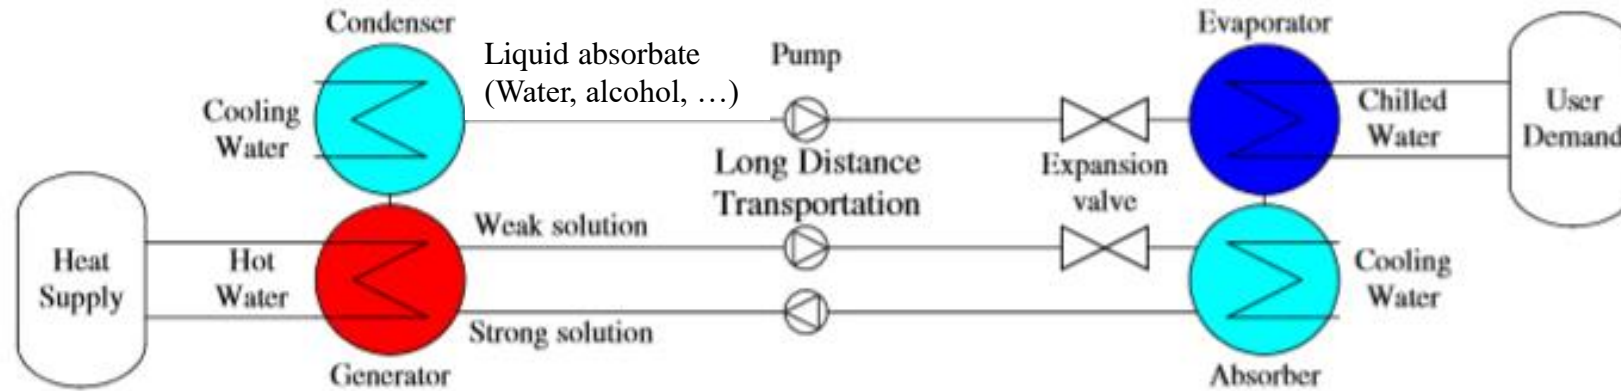 Condenser
Liquid absorbate
(Water, alcohol, …)
Pump
Evaporator
Cooling
Water
Chilled
Water
User
Demand
Long Distance
Transportation
Expansion
valve
Heat
Supply
Hot
Water
Weak solution
Strong solution
Cooling
Water
Generator
Absorber